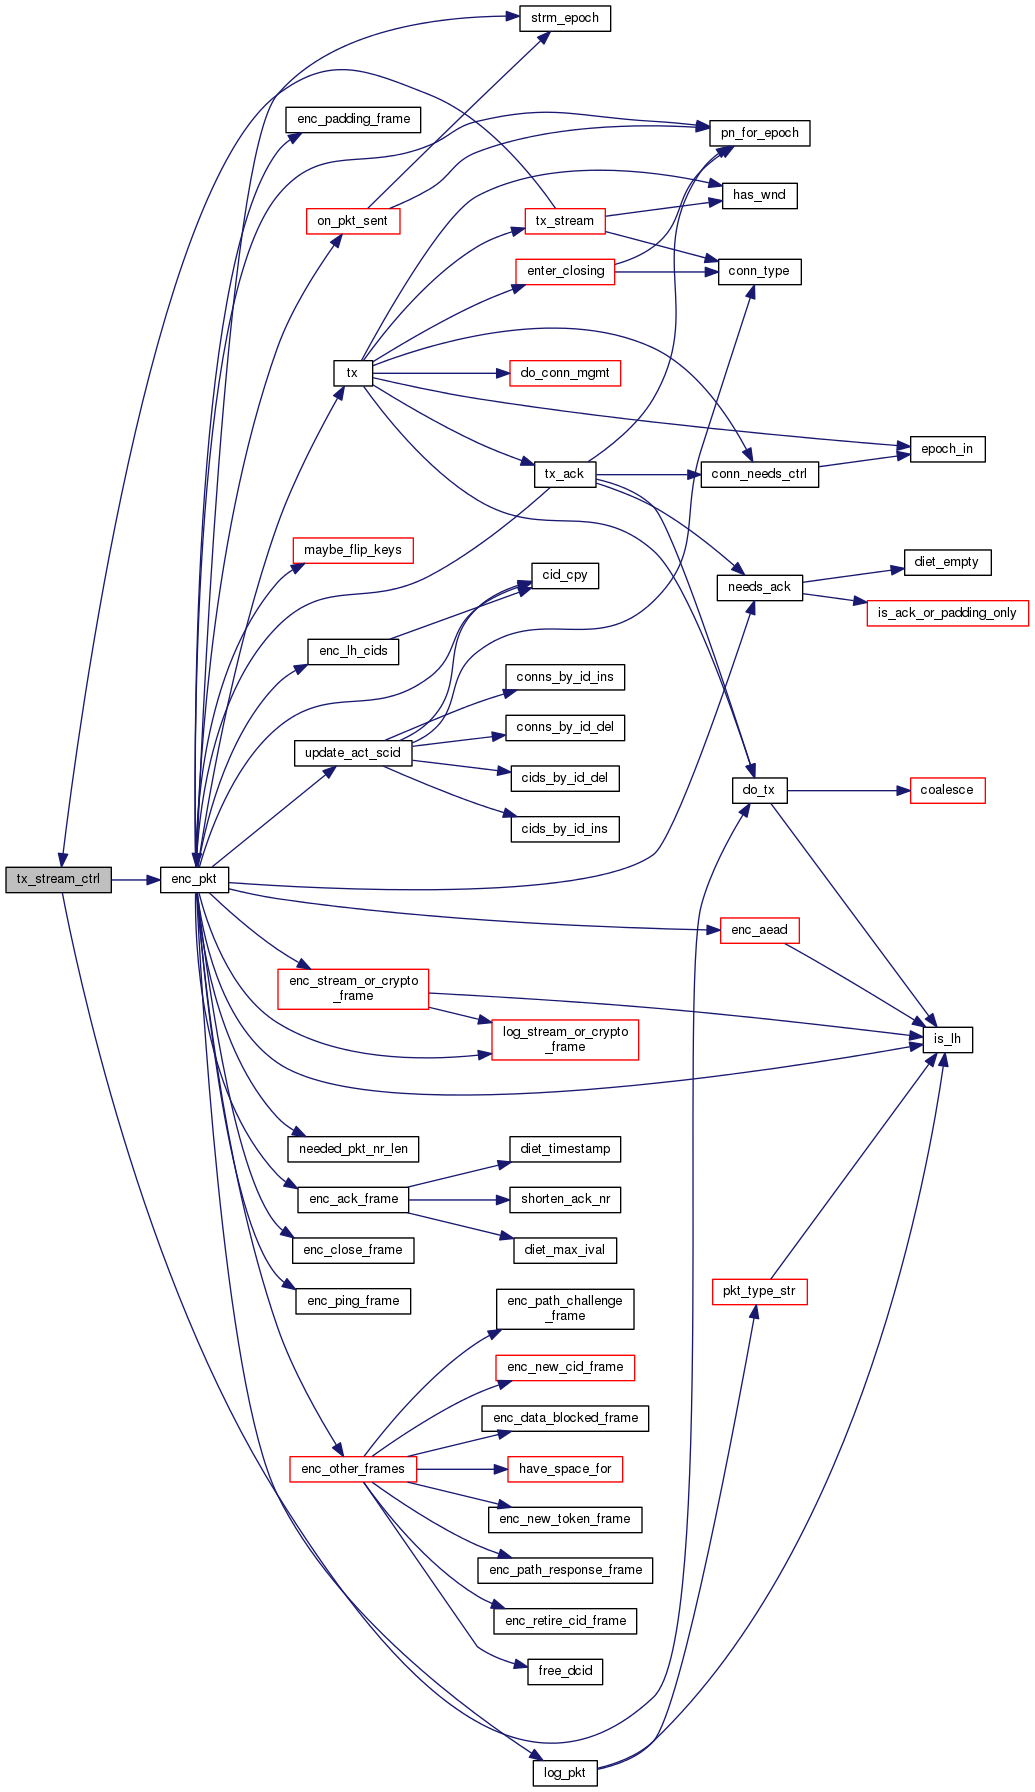 strm_epoch
enc_padding_frame
pn_for_epoch
has_wnd
on_pkt_sent
tx_stream
enter_closing
conn_type
tx
do_conn_mgmt
epoch_in
tx_ack
conn_needs_ctrl
maybe_flip_keys
cid_cpy
diet_empty
needs_ack
is_ack_or_padding_only
enc_lh_cids
conns_by_id_ins
conns_by_id_del
update_act_scid
cids_by_id_del
do_tx
coalesce
cids_by_id_ins
tx_stream_ctrl
enc_pkt
enc_aead
enc_stream_or_crypto
_frame
log_stream_or_crypto
_frame
is_lh
needed_pkt_nr_len
diet_timestamp
enc_ack_frame
shorten_ack_nr
enc_close_frame
diet_max_ival
enc_ping_frame
pkt_type_str
enc_path_challenge
_frame
enc_new_cid_frame
enc_data_blocked_frame
enc_other_frames
have_space_for
enc_new_token_frame
enc_path_response_frame
enc_retire_cid_frame
free_dcid
log_pkt